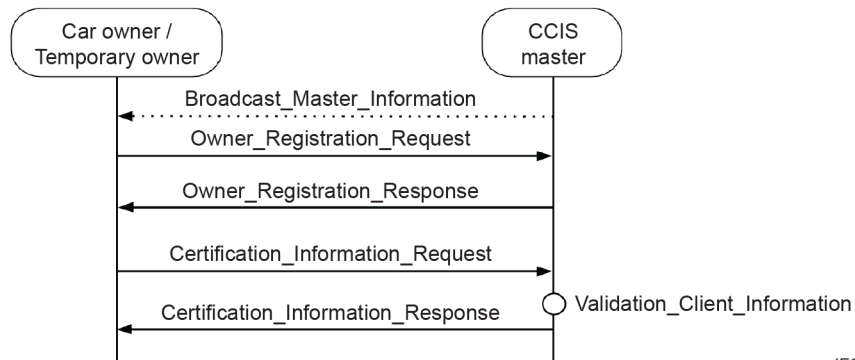 Car owner /
Temporary owner
CCIS
master
Broadcast_Master_Information
Owner_Registration_Request
Owner_Registration_Response
Certification_Information_Request
Validation_Client_Information
Certification_Information_Response